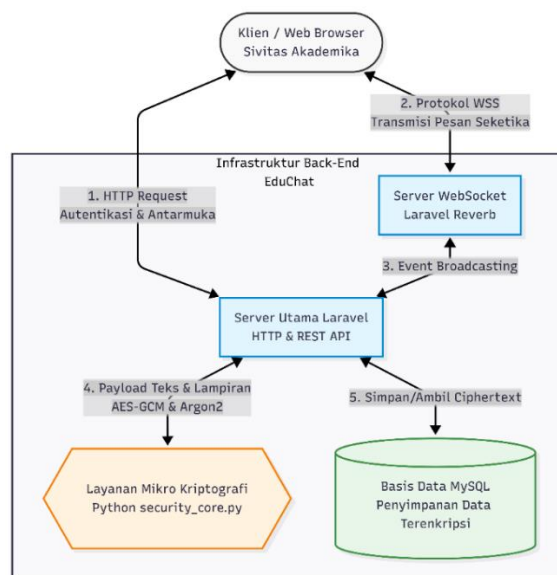 Klien / Web Browser
Sivitas Akademika
2. Protokol WSS
Transmisi Pesan Seketika
Infrastruktur Back-End
EduChat
1. HTTP Request
Autentikasi & Antarmuka
Server WebSocket
Laravel Reverb
3. Event Broadcasting
Server Utama Laravel
HTTP & REST API
4. Payload Teks & Lampiran
AES-GCM & Argon2
5. Simpan/Ambil Ciphertext
Layanan Mikro Kriptografi
Python security_core.py
Basis Data MySQL
Penyimpanan Data
Terenkripsi